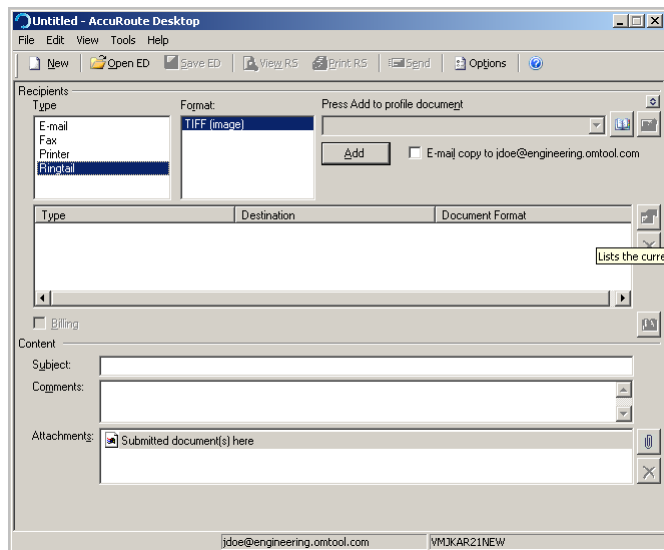 Untitled - AccuRoute Desktop
File Edit View Tools Help
New Open ED Save ED View RS Print RS Send Options
Recipients
Type Format: Press Add to profile document
E-mail
Fax
Printer
Ringtail
TIFF (image)
Add E-mail copy to jdoe@engineering.omtool.com
Type Destination Document Format
Lists the curre
Billing
Content
Subject:
Comments:
Attachments: Submitted document(s) here
jdoe@engineering.omtool.com VMJKAR21NEW